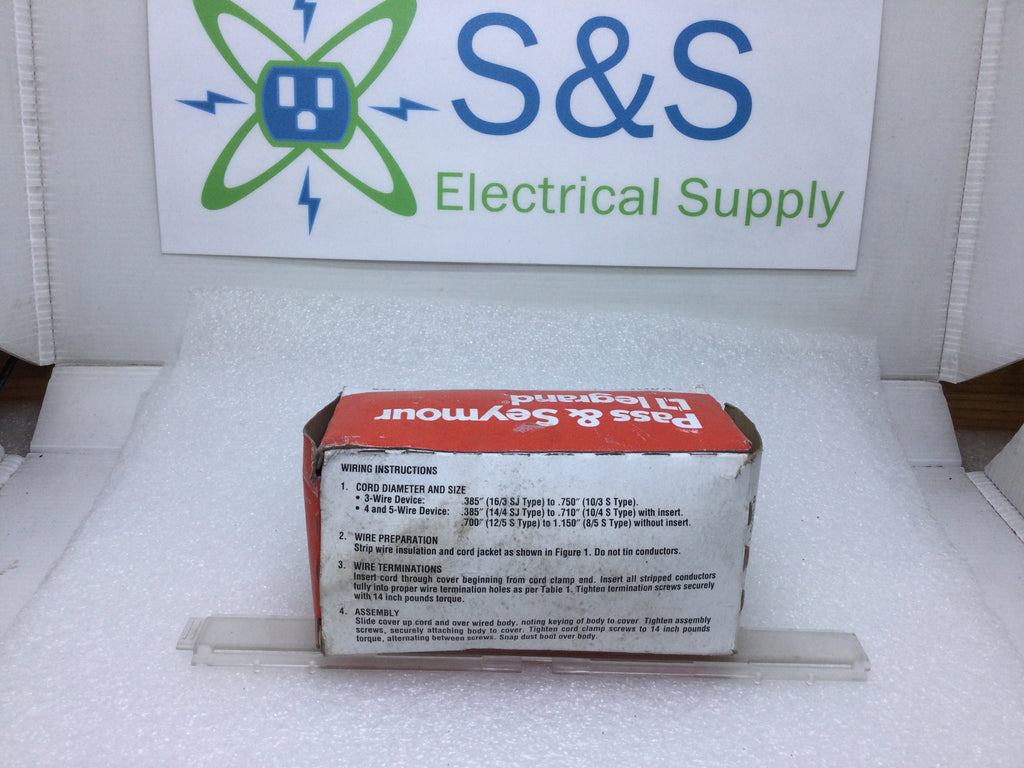 S&S
Electrical Supply
Pass & Seymour
legrand®
WIRING INSTRUCTIONS
1. CORD DIAMETER AND SIZE
• 3-Wire Device: .385" (16/3 SJ Type) to .750" (10/3 S Type).
• 4 and 5-Wire Device: .385" (14/4 SJ Type) to .710" (10/4 S Type) with insert.
.700" (12/5 S Type) to 1.150" (8/5 S Type) without insert.
2. WIRE PREPARATION
Strip wire insulation and cord jacket as shown in Figure 1. Do not tin conductors.
3. WIRE TERMINATIONS
Insert cord through cover beginning from cord clamp end. Insert all stripped conductors
fully into proper wire termination holes as per Table 1. Tighten termination screws securely
with 14 inch pounds torque.
4. ASSEMBLY
Slide cover up cord and over wired body, noting keying of body to cover. Tighten assembly
screws, securely attaching body to cover. Tighten cord clamp screws to 14 inch pounds
torque, alternating between screws. Snap dust boot over body.